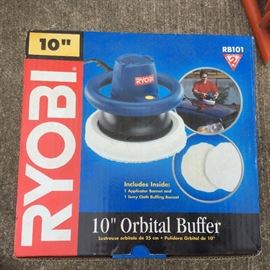 10"
RB101
2
RYOBI
RYOBI
Includes Inside:
1 Applicator Bonnet and
1 Terry Cloth Buffing Bonnet
10" Orbital Buffer
Lustreuse orbitale de 25 cm • Pulidora Orbital de 10"